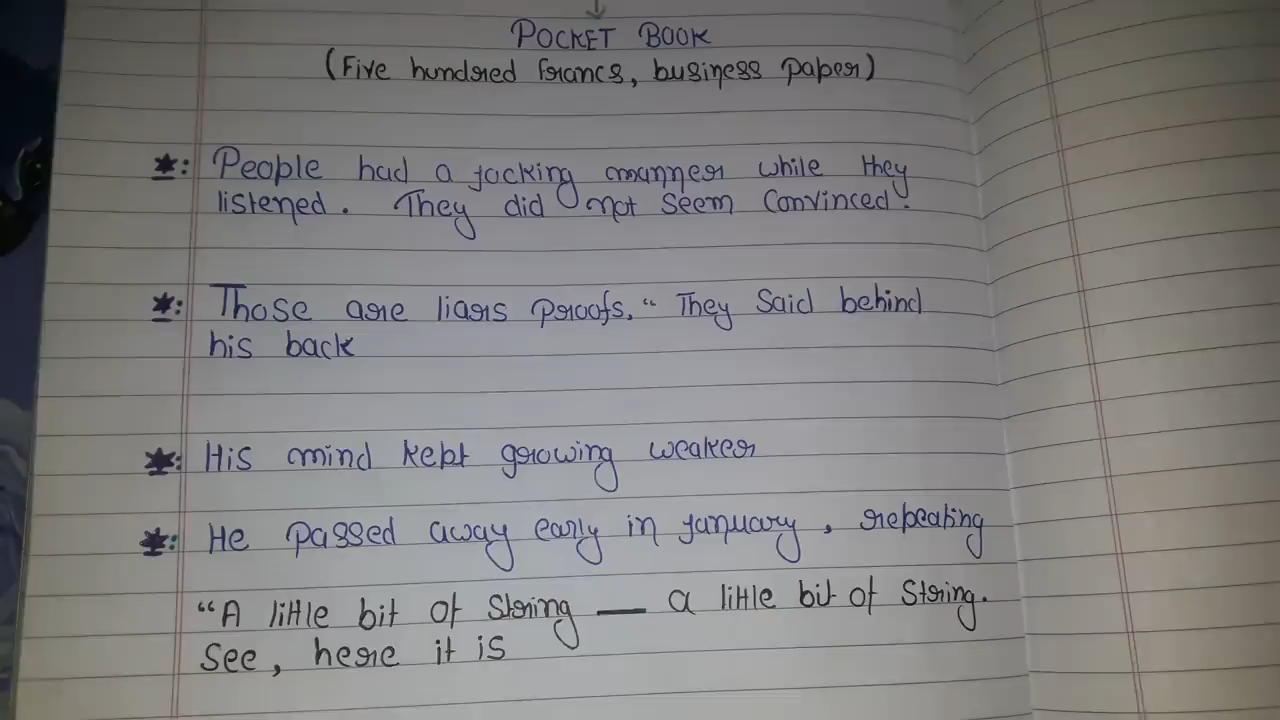 POCKET BOOK
(Five hundred francs, business paper)
*: People had a jocking manner while they
listened. They did not seem Convinced.
*: Those are liars proofs." They Said behind
his back
*: His mind kept growing weaker
*: He passed away early in january, repeating
"A little bit of String — a little bit of String.
See, here it is